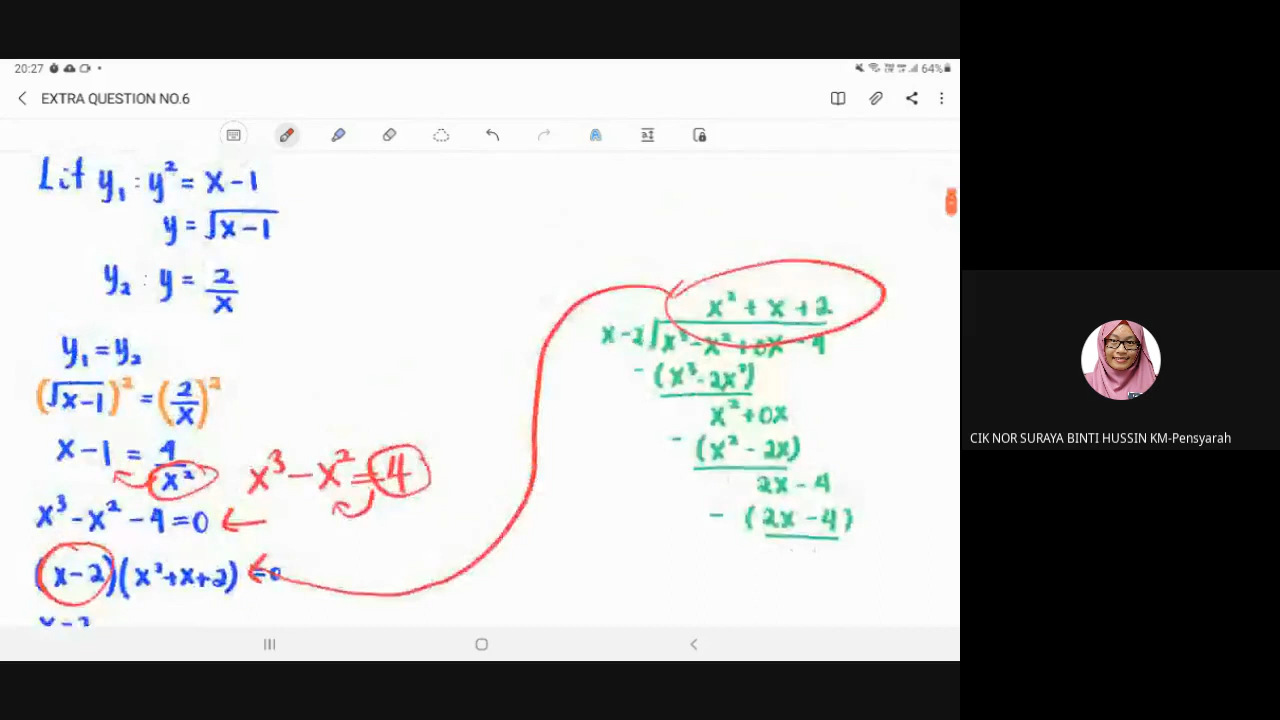 20:27 64%
EXTRA QUESTION NO.6
Let y₁ : y² = x - 1
y = √x - 1
y₂ : y = 2/x
y₁ = y₂
(√x-1)² = (2/x)²
x - 1 = 4/x²
x³ - x² = 4
x³ - x² - 4 = 0
(x-2)(x²+x+2) = 0
x-2
x² + x + 2
x-2 √x³ - x² + 0x - 4
- (x³ - 2x²)
x² + 0x
- (x² - 2x)
2x - 4
- (2x - 4)
CIK NOR SURAYA BINTI HUSSIN KM-Pensyarah